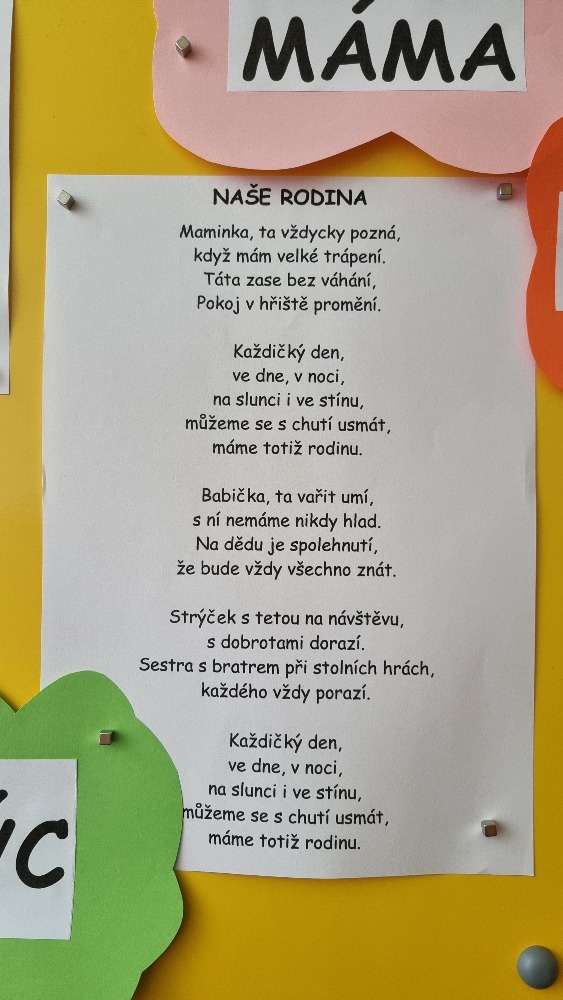 MÁMA
NAŠE RODINA
Maminka, ta vždycky pozná,
když mám velké trápení.
Táta zase bez váhání,
Pokoj v hřiště promění.
Každičký den,
ve dne, v noci,
na slunci i ve stínu,
můžeme se s chutí usmát,
máme totiž rodinu.
Babička, ta vařit umí,
s ní nemáme nikdy hlad.
Na dědu je spolehnutí,
že bude vždy všechno znát.
Strýček s tetou na návštěvu,
s dobrotami dorazí.
Sestra s bratrem při stolních hrách,
každého vždy porazí.
Každičký den,
ve dne, v noci,
na slunci i ve stínu,
můžeme se s chutí usmát,
máme totiž rodinu.